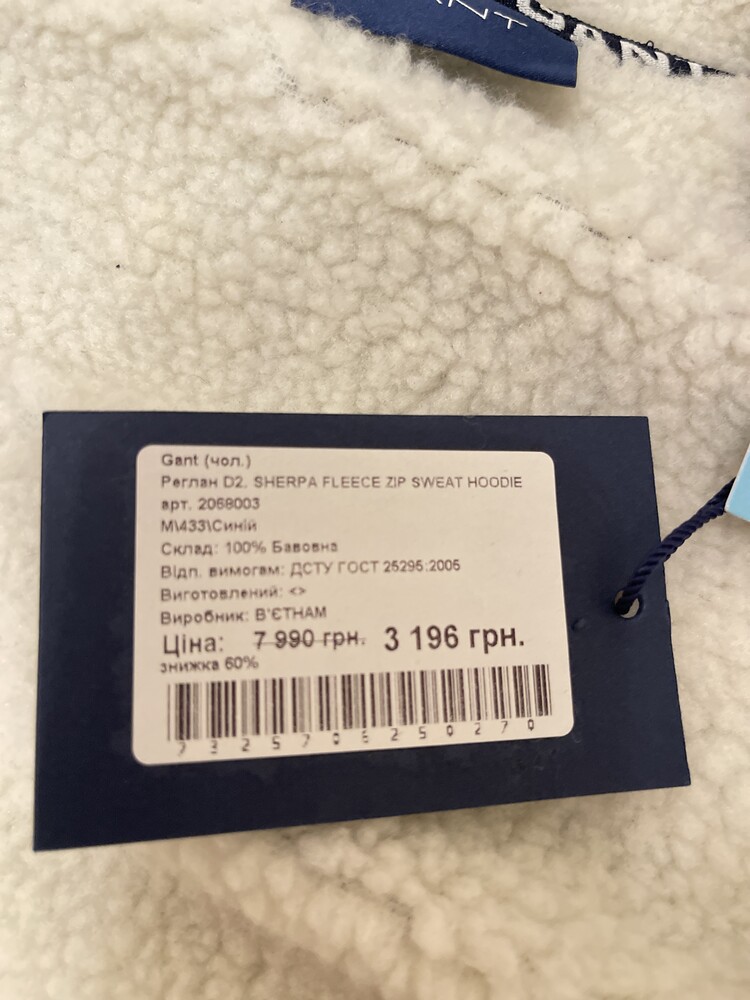 GANT
Gant (чол.)
Реглан D2. SHERPA FLEECE ZIP SWEAT HOODIE
арт. 2068003
M\433\Синій
Склад: 100% Бавовна
Відп. вимогам: ДСТУ ГОСТ 25295:2005
Виготовлений: <>
Виробник: В'ЄТНАМ
Ціна: 7 990 грн. 3 196 грн.
знижка 60%
7325706250270